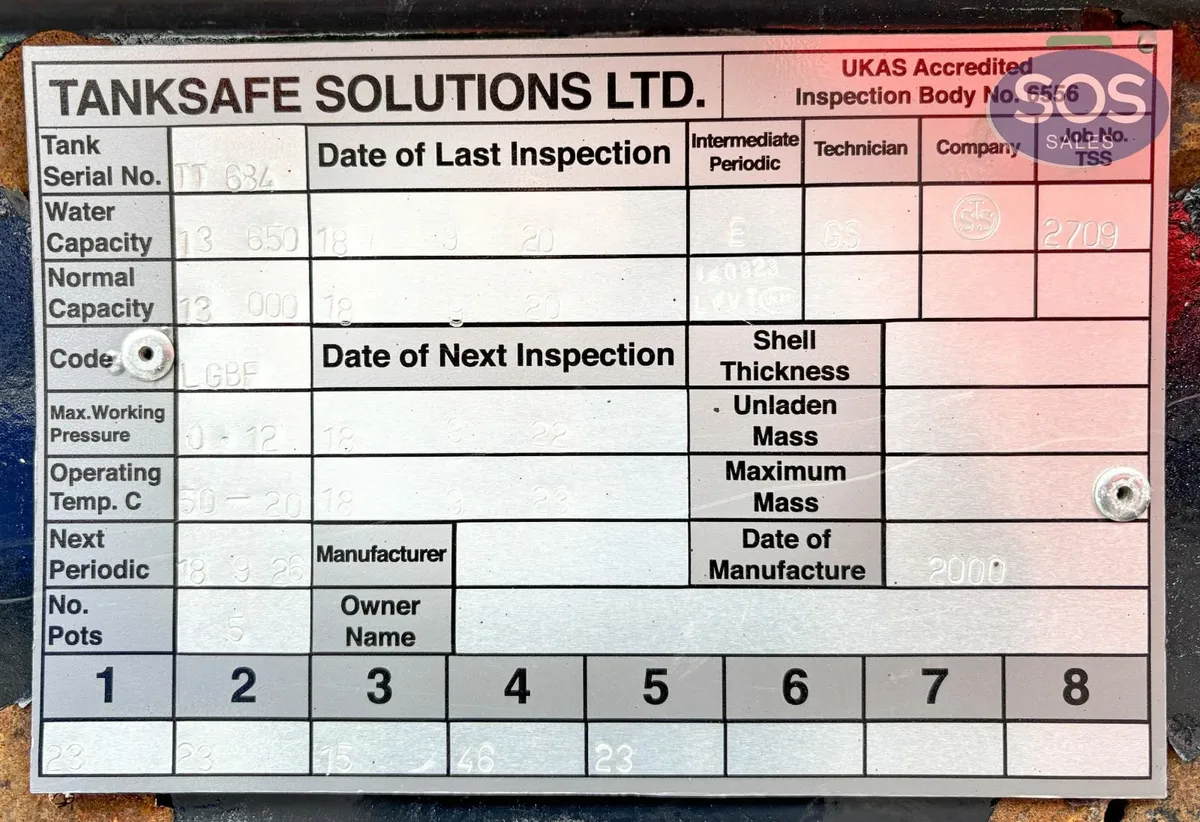 TANKSAFE SOLUTIONS LTD.
UKAS Accredited
Inspection Body No. 6556
SOS
SALES
Tank
Serial No.
TT 684
Date of Last Inspection
Intermediate
Periodic
Technician
Company
Job No.
TSS
Water
Capacity
13 650
18 9 20
E
GS
2709
Normal
Capacity
13 000
18 9 20
Code
LGBF
Date of Next Inspection
Shell
Thickness
Max.Working
Pressure
0 - 12
18 22
Unladen
Mass
Operating
Temp. C
50 - 20
18 23
Maximum
Mass
Next
Periodic
18 9 26
Manufacturer
Date of
Manufacture
2000
No.
Pots
5
Owner
Name
1 2 3 4 5 6 7 8
23 23 15 46 23